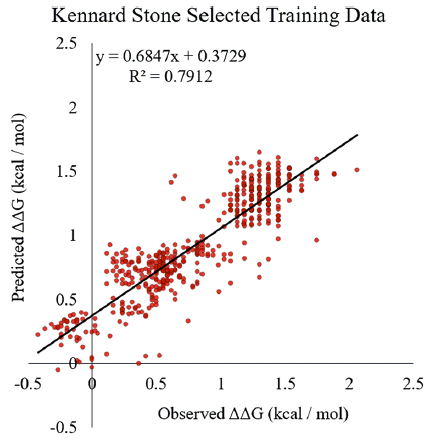 Kennard Stone Selected Training Data
2.5
y = 0.6847x + 0.3729
R² = 0.7912
2
1.5
1
0.5
0
-0.5
-0.5 0 0.5 1 1.5 2 2.5
Predicted ΔΔG (kcal / mol)
Observed ΔΔG (kcal / mol)